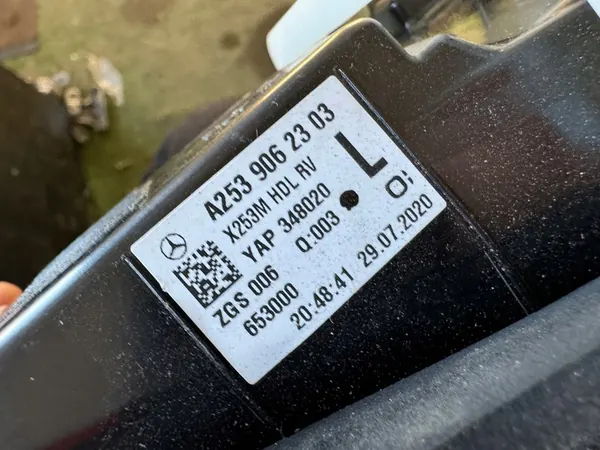 A253 906 23 03
X253M HDL RV
L
YAP 348020
ZGS 006 Q:003
653000
20:48:41 29.07.2020